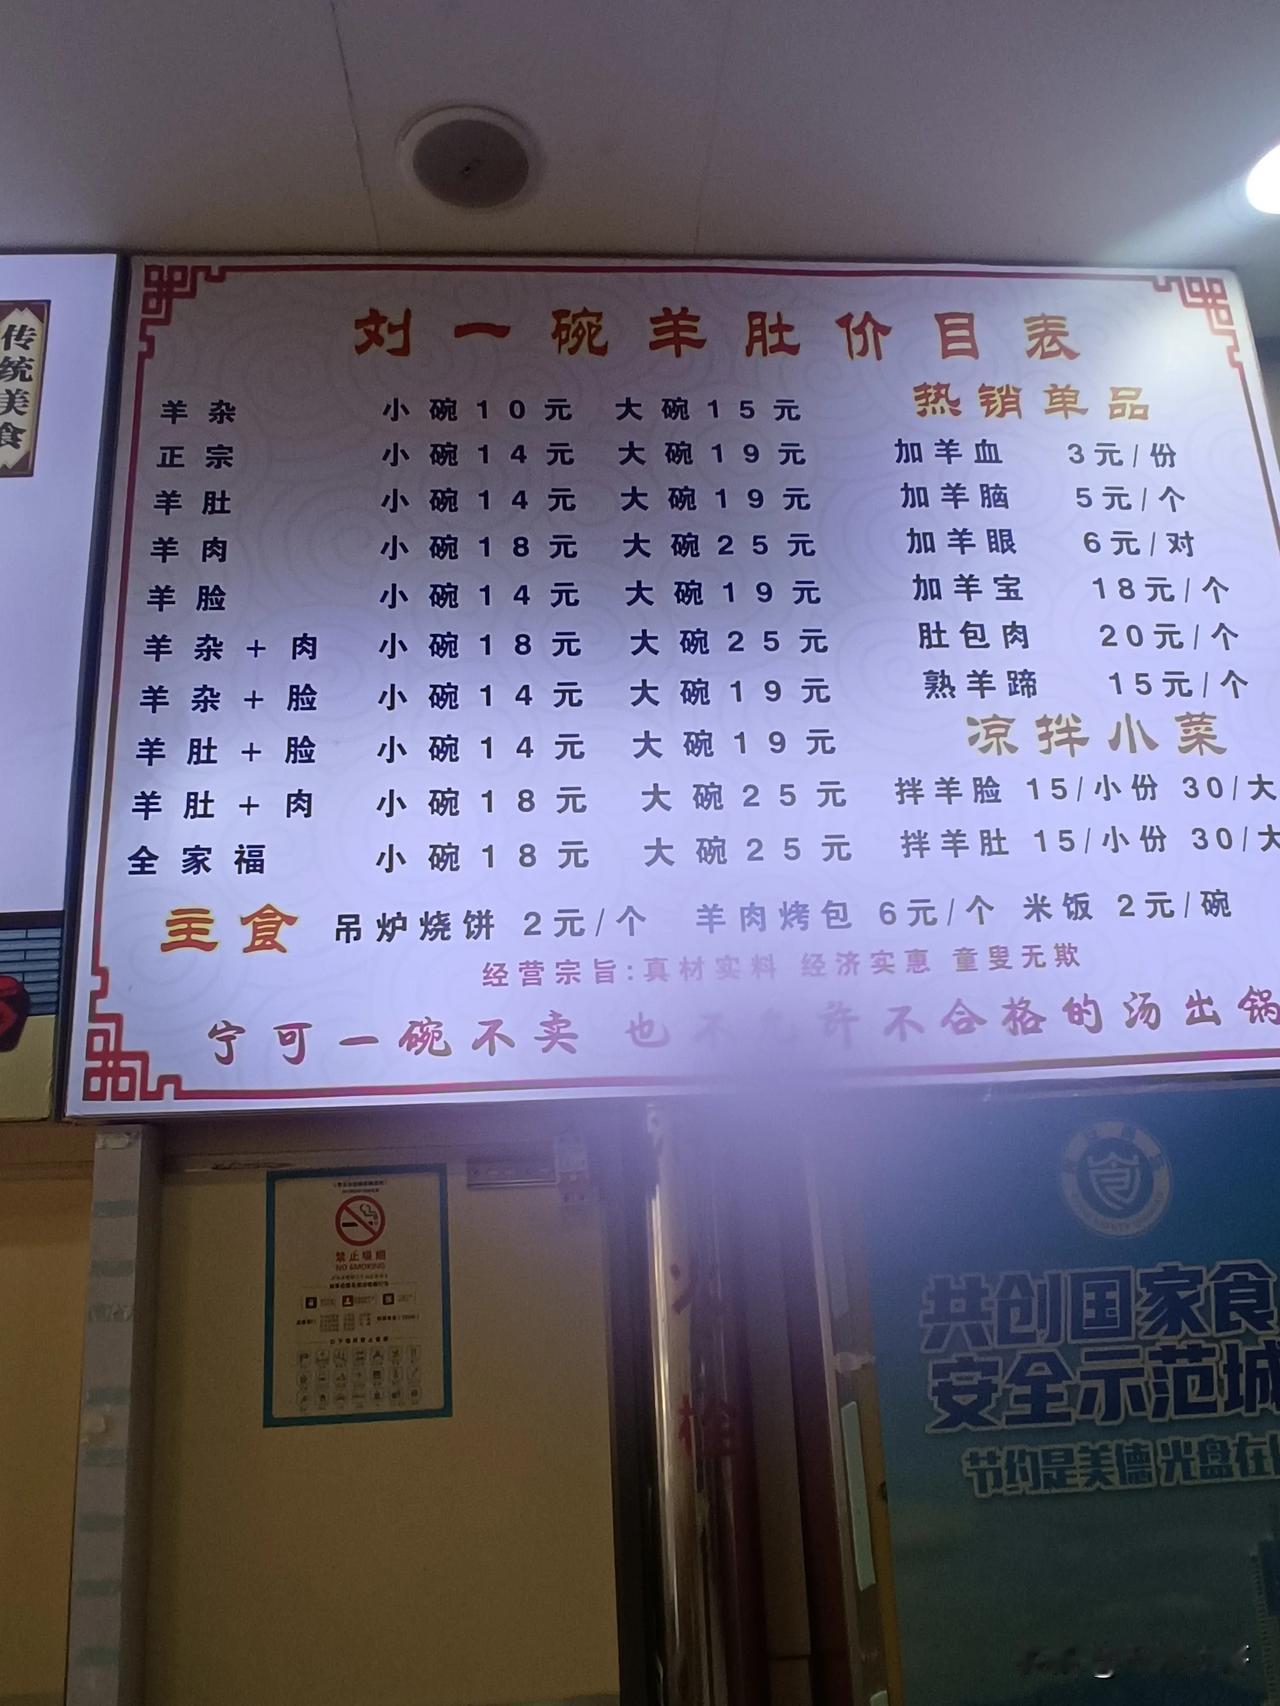 传统美食
刘一碗羊肚价目表
羊杂 小碗10元 大碗15元
正宗 小碗14元 大碗19元
羊肚 小碗14元 大碗19元
羊肉 小碗18元 大碗25元
羊脸 小碗14元 大碗19元
羊杂+肉 小碗18元 大碗25元
羊杂+脸 小碗14元 大碗19元
羊肚+脸 小碗14元 大碗19元
羊肚+肉 小碗18元 大碗25元
全家福 小碗18元 大碗25元
热销单品
加羊血 3元/份
加羊脑 5元/个
加羊眼 6元/对
加羊宝 18元/个
肚包肉 20元/个
熟羊蹄 15元/个
凉拌小菜
拌羊脸 15/小份 30/大
拌羊肚 15/小份 30/大
主食 吊炉烧饼 2元/个 羊肉烤包 6元/个 米饭 2元/碗
经营宗旨:真材实料 经济实惠 童叟无欺
宁可一碗不卖 也不允许不合格的汤出锅
禁止吸烟
NO SMOKING
共创国家食
安全示范城
节约是美德 光盘在